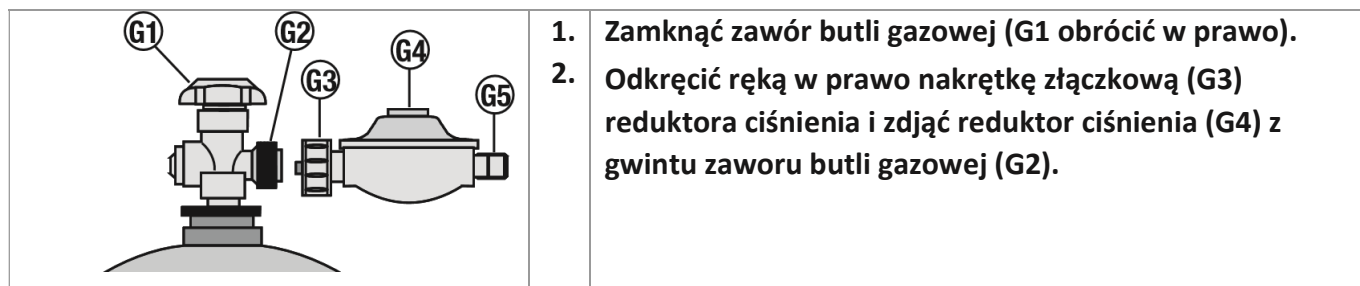 G1
G2
G3
G4
G5
1. Zamknąć zawór butli gazowej (G1 obrócić w prawo).
2. Odkręcić ręką w prawo nakrętkę złączkową (G3)
reduktora ciśnienia i zdjąć reduktor ciśnienia (G4) z
gwintu zaworu butli gazowej (G2).